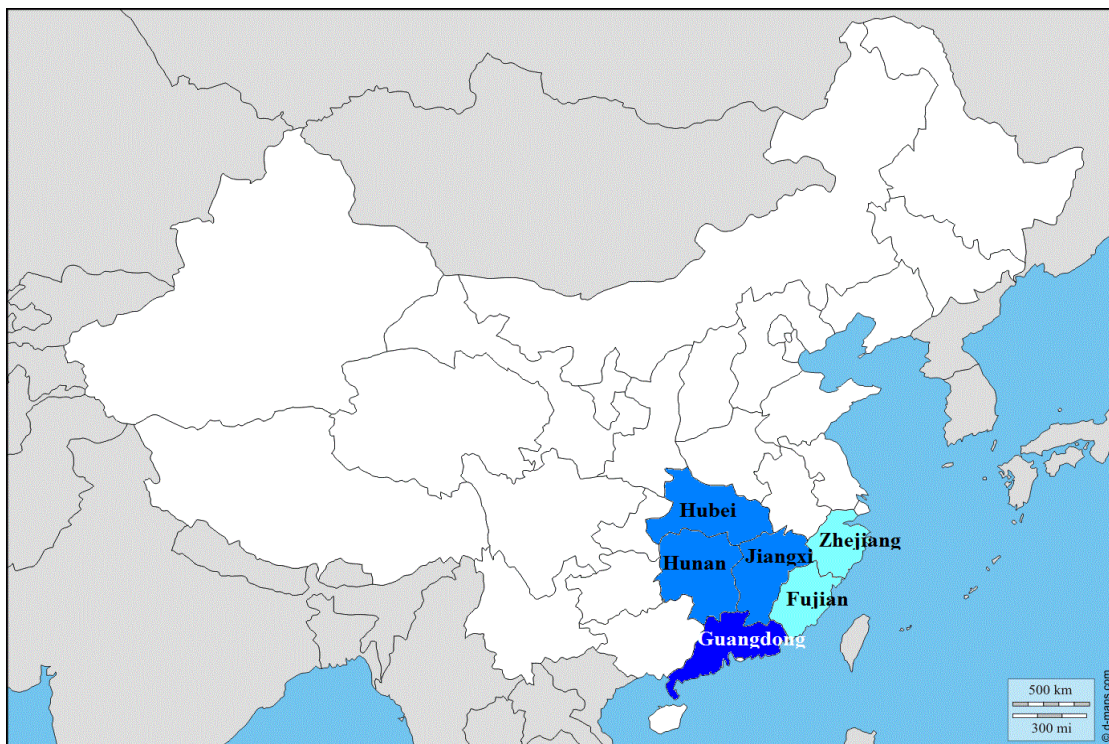 Hubei
Zhejiang
Jiangxi
Hunan
Fujian
Guangdong
500 km
300 mi
© d-maps.com